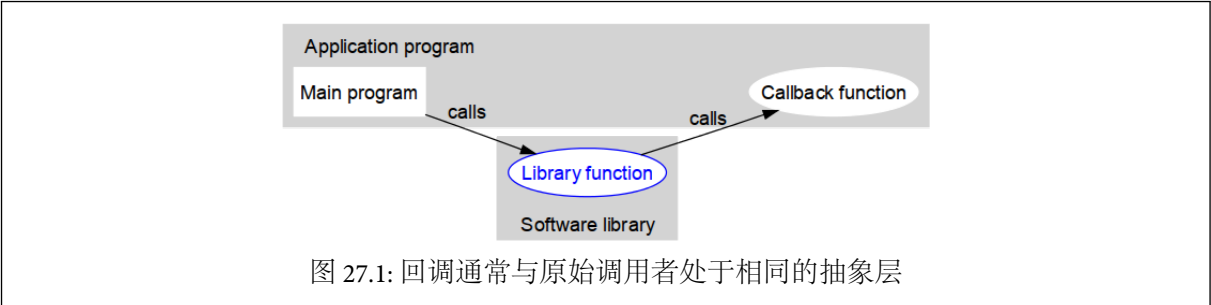 Application program
Main program
Callback function
calls
calls
Library function
Software library
图 27.1: 回调通常与原始调用者处于相同的抽象层